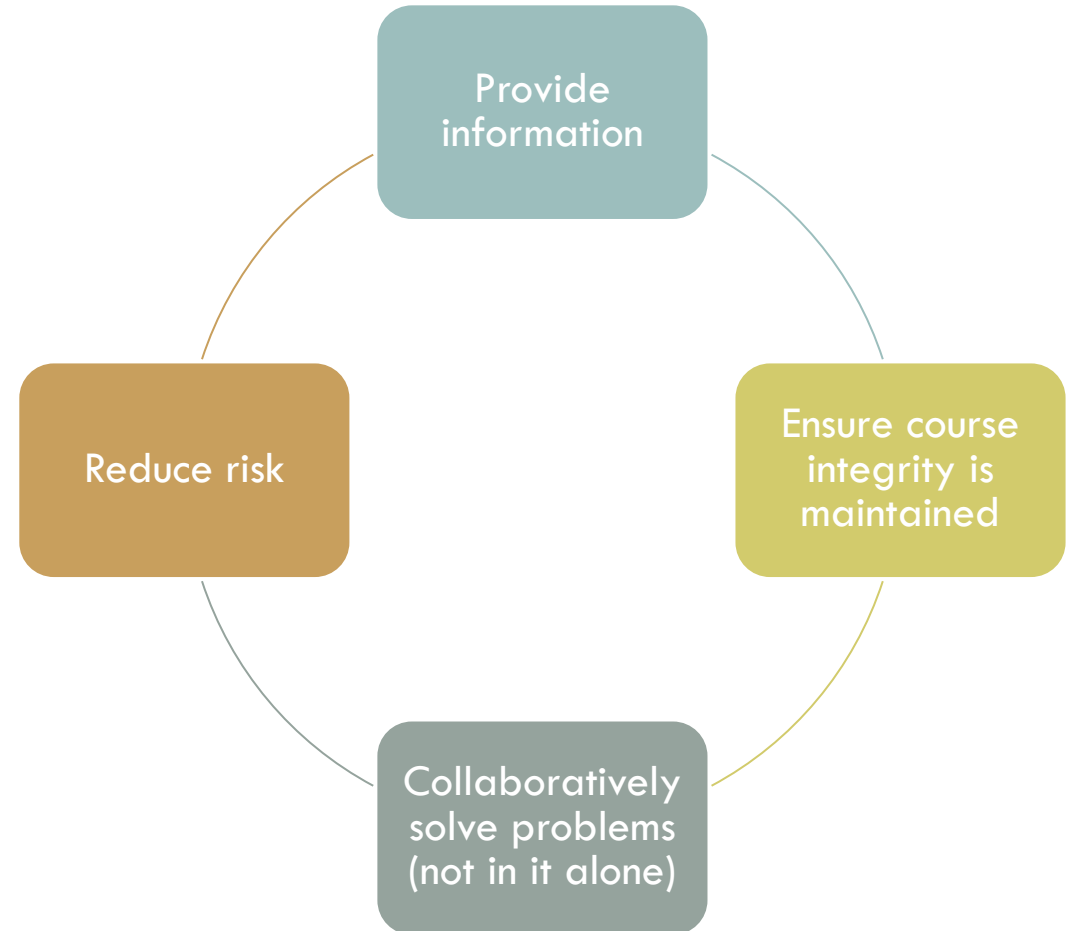 Provide
information
Ensure course
integrity is
maintained
Collaboratively
solve problems
(not in it alone)
Reduce risk